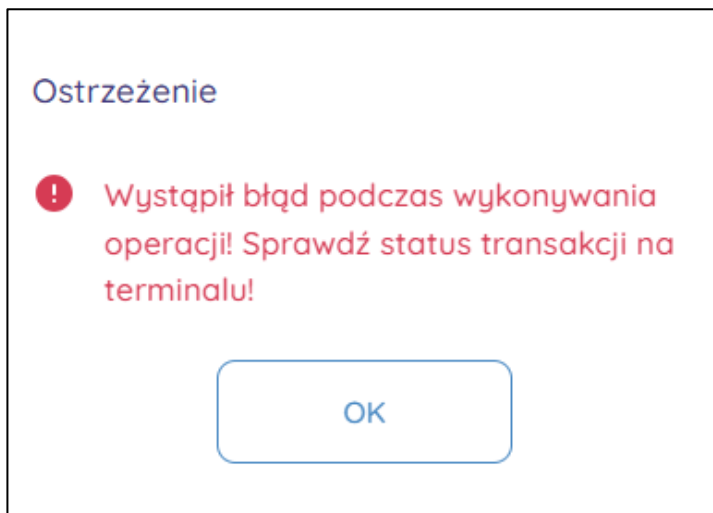 Ostrzeżenie
Wystąpił błąd podczas wykonywania
operacji! Sprawdź status transakcji na
terminalu!
OK